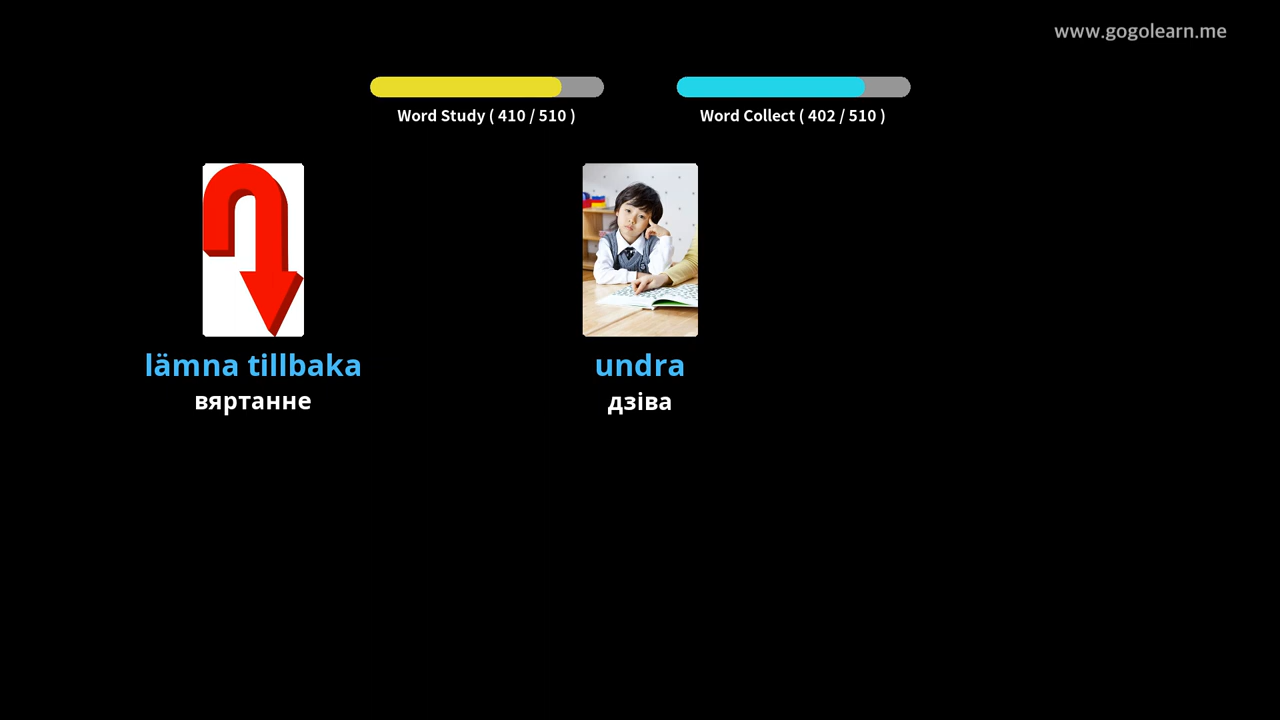 www.gogolearn.me
Word Study ( 410 / 510 )
Word Collect ( 402 / 510 )
lämna tillbaka
вяртанне
undra
дзіва